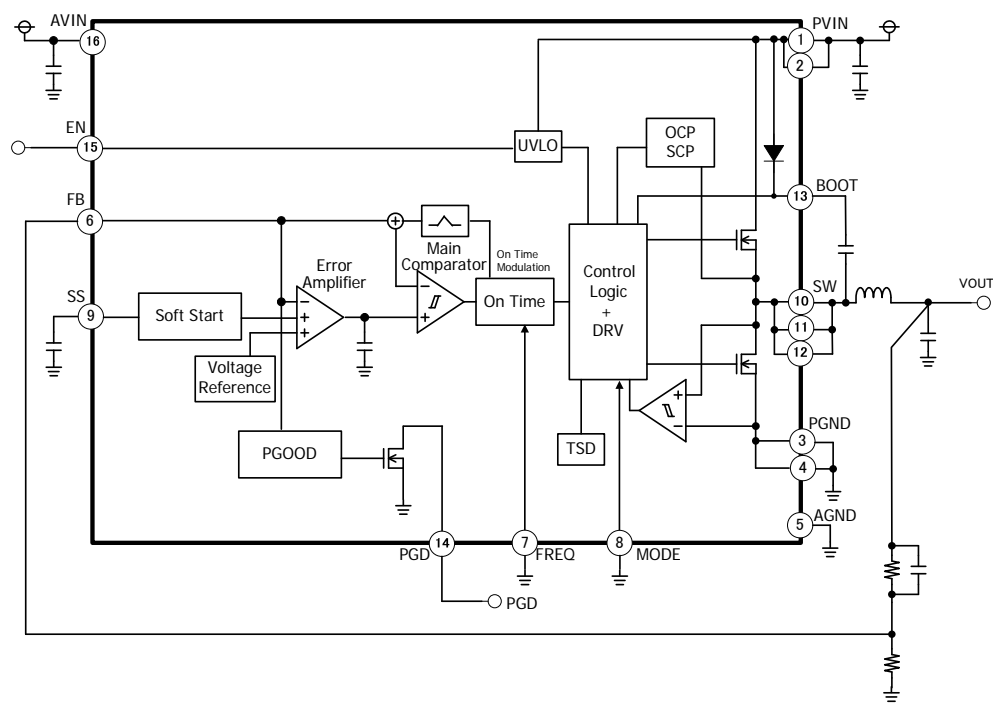 AVIN
16
PVIN
1
2
EN
15
UVLO
OCP
SCP
13
BOOT
FB
6
+
Main
Comparator
On Time
Modulation
Error
Amplifier
Control
Logic
+
DRV
SS
9
Soft Start
−
+
+
−
+
On Time
SW
10
11
12
VOUT
Voltage
Reference
+
−
PGOOD
TSD
PGND
3
4
5
AGND
PGD
14
7
FREQ
8
MODE
PGD